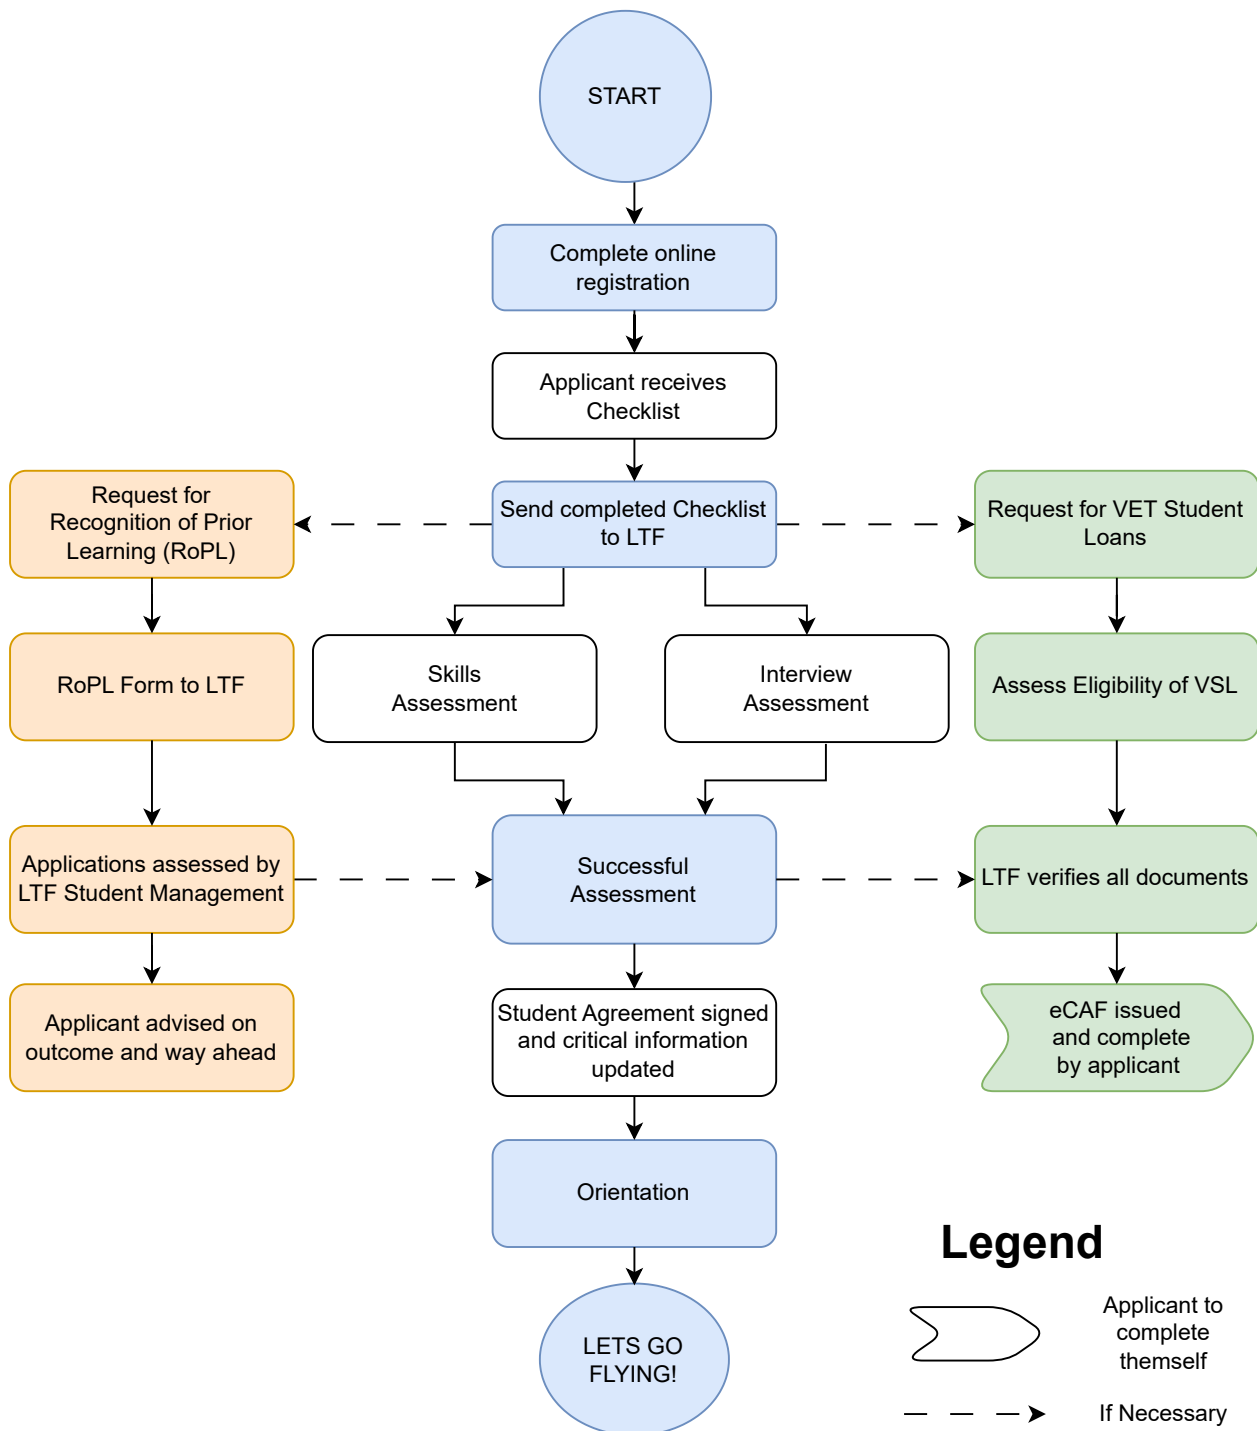 START
Complete online
registration
Applicant receives
Checklist
Request for
Recognition of Prior
Learning (RoPL)
Send completed Checklist
to LTF
Request for VET Student
Loans
RoPL Form to LTF
Skills
Assessment
Interview
Assessment
Assess Eligibility of VSL
Applications assessed by
LTF Student Management
Successful
Assessment
LTF verifies all documents
Applicant advised on
outcome and way ahead
Student Agreement signed
and critical information
updated
eCAF issued
and complete
by applicant
Orientation
LETS GO
FLYING!
Legend
Applicant to
complete
themself
If Necessary